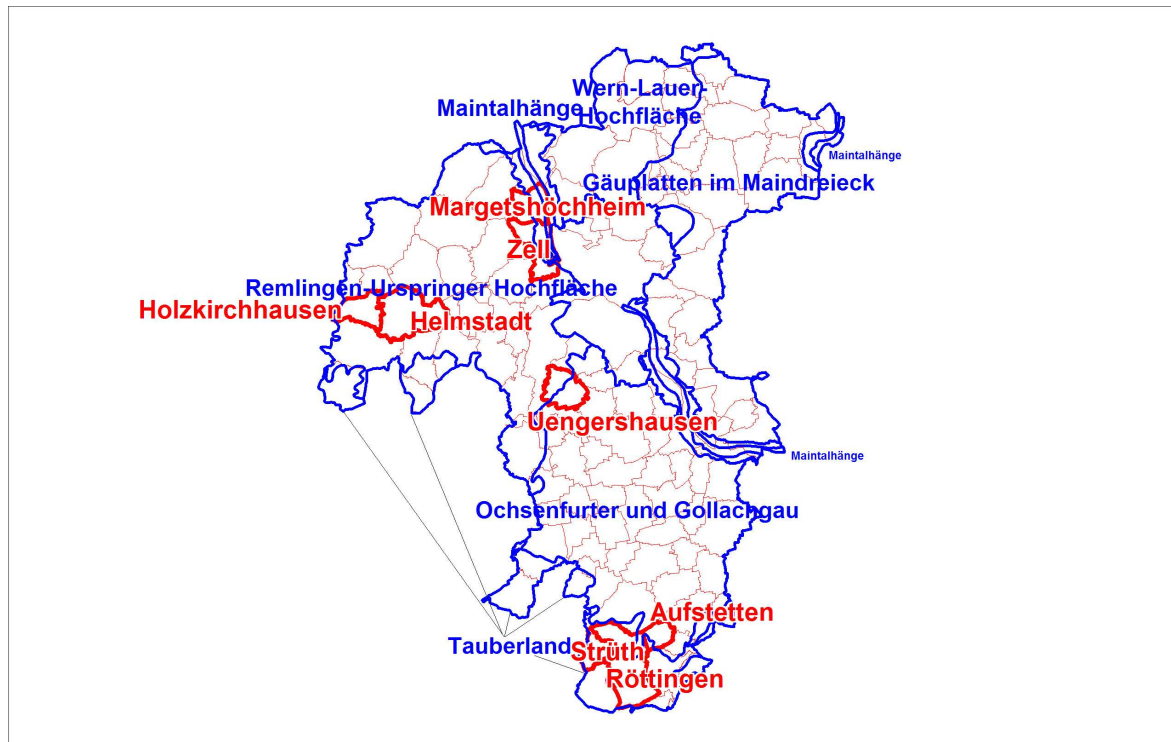 Wern-Lauer-
Hochfläche
Maintalhänge
Maintalhänge
Gäuplatten im Maindreieck
Margetshöchheim
Zell
Remlingen-Urspringer Hochfläche
Holzkirchhausen
Helmstadt
Uengershausen
Maintalhänge
Ochsenfurter und Gollachgau
Aufstetten
Tauberland
Strüth
Röttingen